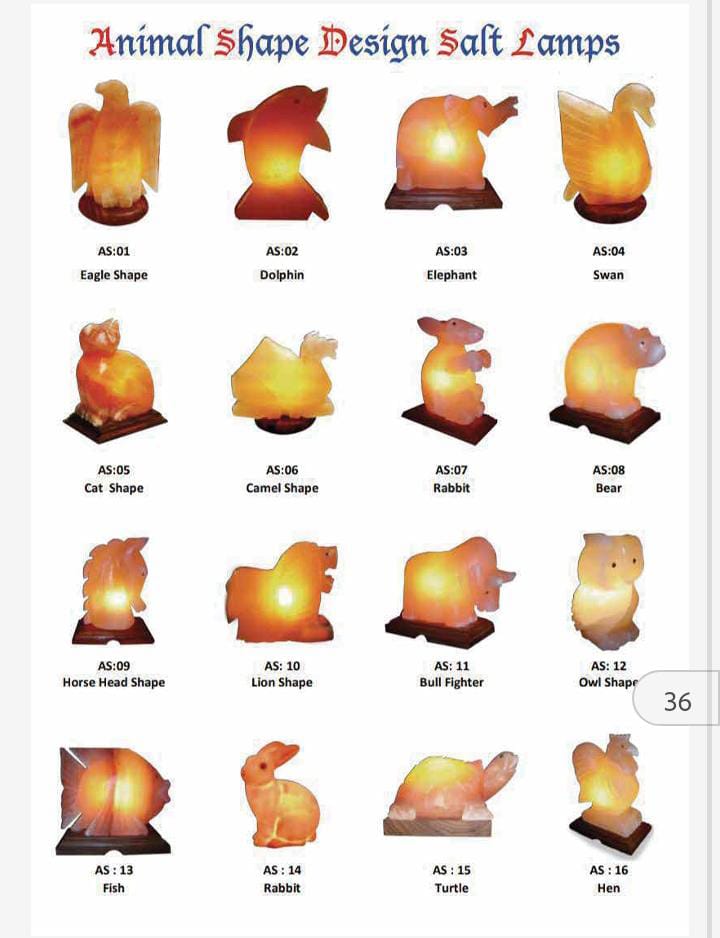 Animal Shape Design Salt Lamps
AS:01
Eagle Shape
AS:02
Dolphin
AS:03
Elephant
AS:04
Swan
AS:05
Cat Shape
AS:06
Camel Shape
AS:07
Rabbit
AS:08
Bear
AS:09
Horse Head Shape
AS: 10
Lion Shape
AS: 11
Bull Fighter
AS: 12
Owl Shape
36
AS : 13
Fish
AS : 14
Rabbit
AS : 15
Turtle
AS : 16
Hen